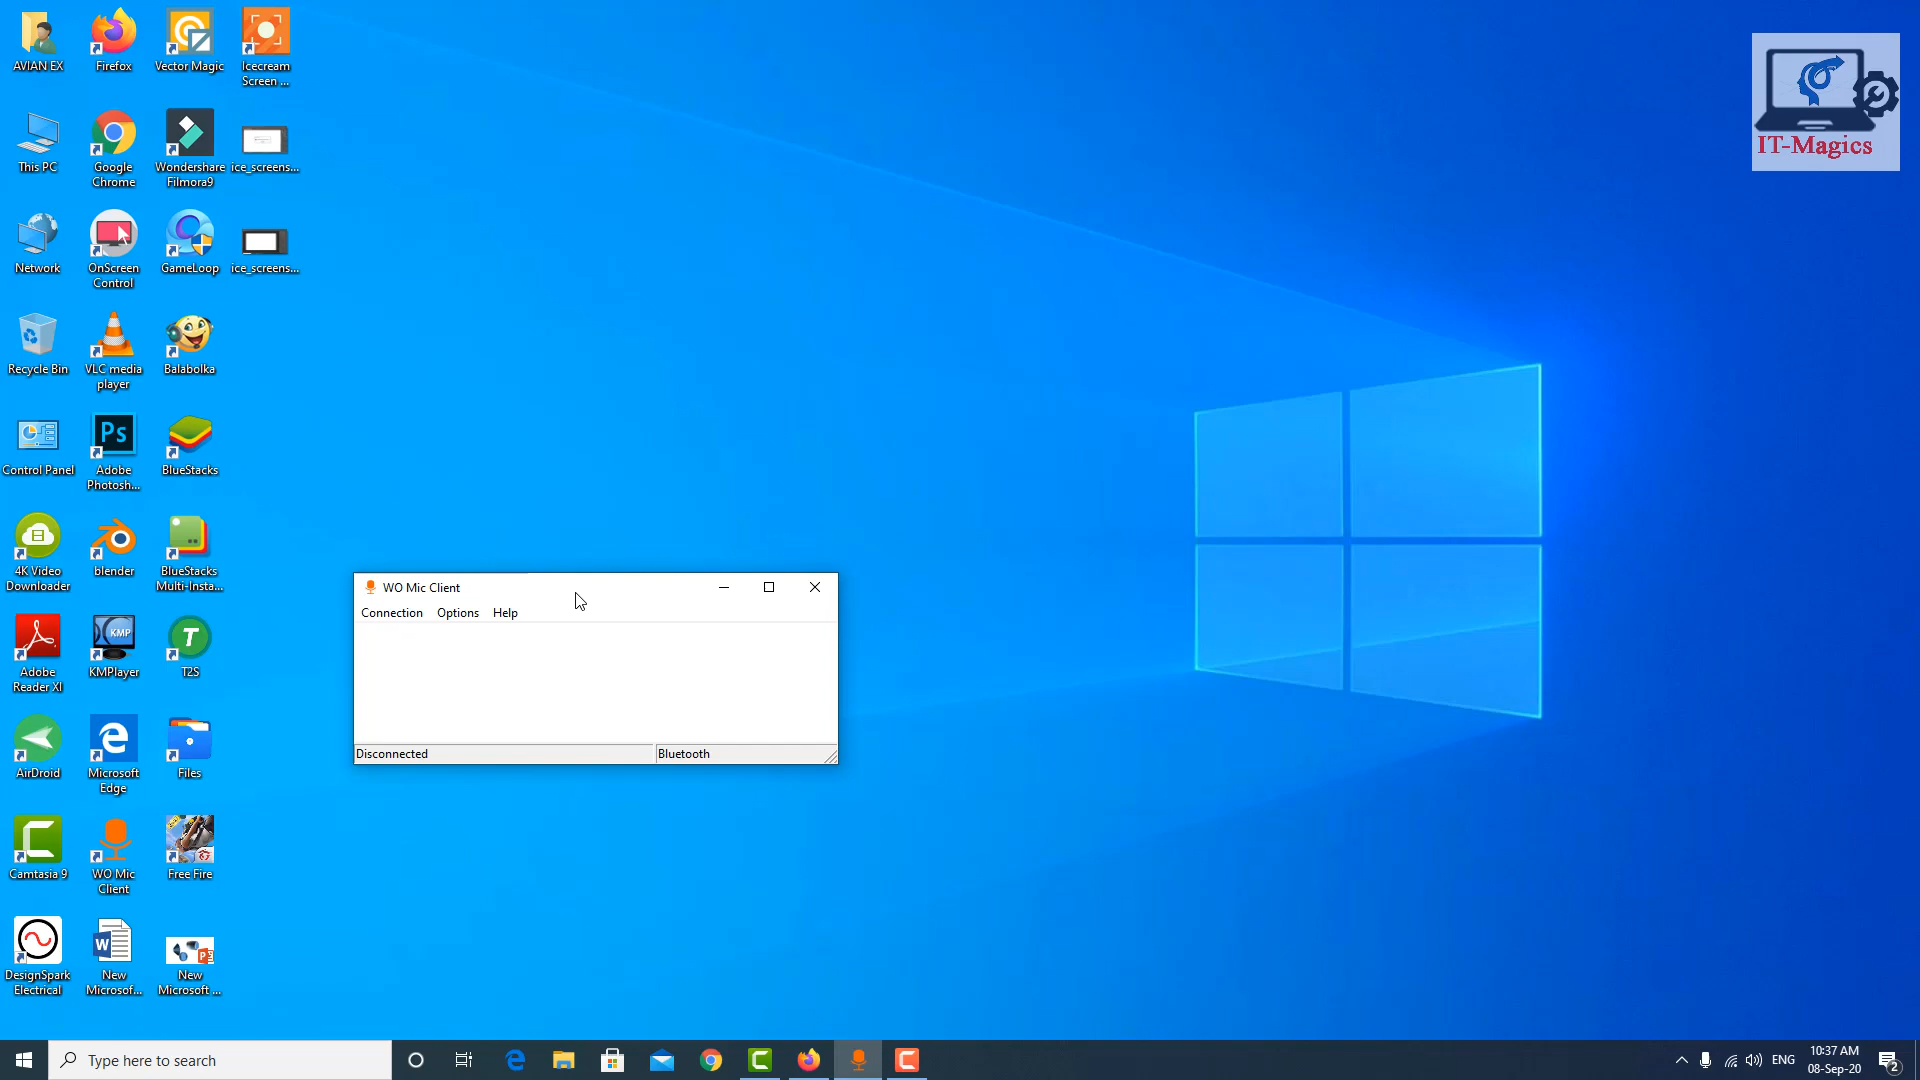 AVIAN EX
Firefox
Vector Magic
Icecream
Screen ...
This PC
Google
Chrome
Wondershare
Filmora9
ice_screens...
Network
OnScreen
Control
GameLoop
ice_screens...
Recycle Bin
VLC media
player
Balabolka
Control Panel
Ps
Adobe
Photosh...
BlueStacks
4K Video
Downloader
blender
BlueStacks
Multi-Insta...
Adobe
Reader XI
KMP
KMPlayer
T
T2S
AirDroid
Microsoft
Edge
Files
Camtasia 9
WO Mic
Client
Free Fire
DesignSpark
Electrical
W
New
Microsof...
P
New
Microsoft ...
IT-Magics
WO Mic Client
Connection Options Help
Disconnected Bluetooth
Type here to search
ENG
10:37 AM
08-Sep-20
2